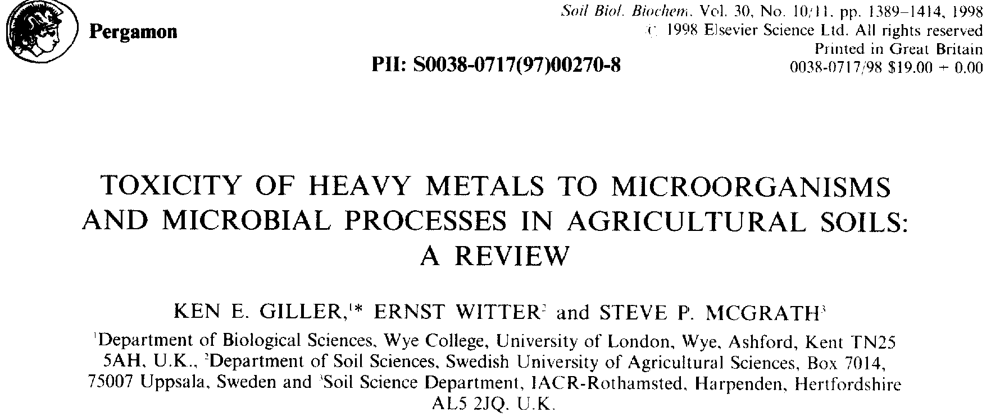 Pergamon
Soil Biol. Biochem. Vol. 30, No. 10/11, pp. 1389–1414, 1998
© 1998 Elsevier Science Ltd. All rights reserved
Printed in Great Britain
PII: S0038-0717(97)00270-8
0038-0717/98 $19.00 + 0.00
TOXICITY OF HEAVY METALS TO MICROORGANISMS
AND MICROBIAL PROCESSES IN AGRICULTURAL SOILS:
A REVIEW
KEN E. GILLER,¹* ERNST WITTER² and STEVE P. MCGRATH³
¹Department of Biological Sciences, Wye College, University of London, Wye, Ashford, Kent TN25
5AH, U.K., ²Department of Soil Sciences, Swedish University of Agricultural Sciences, Box 7014,
75007 Uppsala, Sweden and ³Soil Science Department, IACR-Rothamsted, Harpenden, Hertfordshire
AL5 2JQ, U.K.